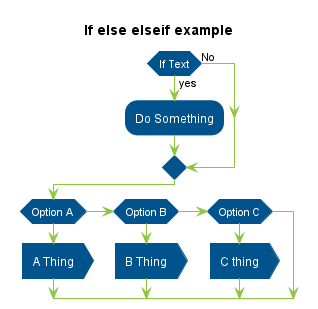 If else elseif example
If Text
No
yes
Do Something
Option A
Option B
Option C
A Thing
B Thing
C thing